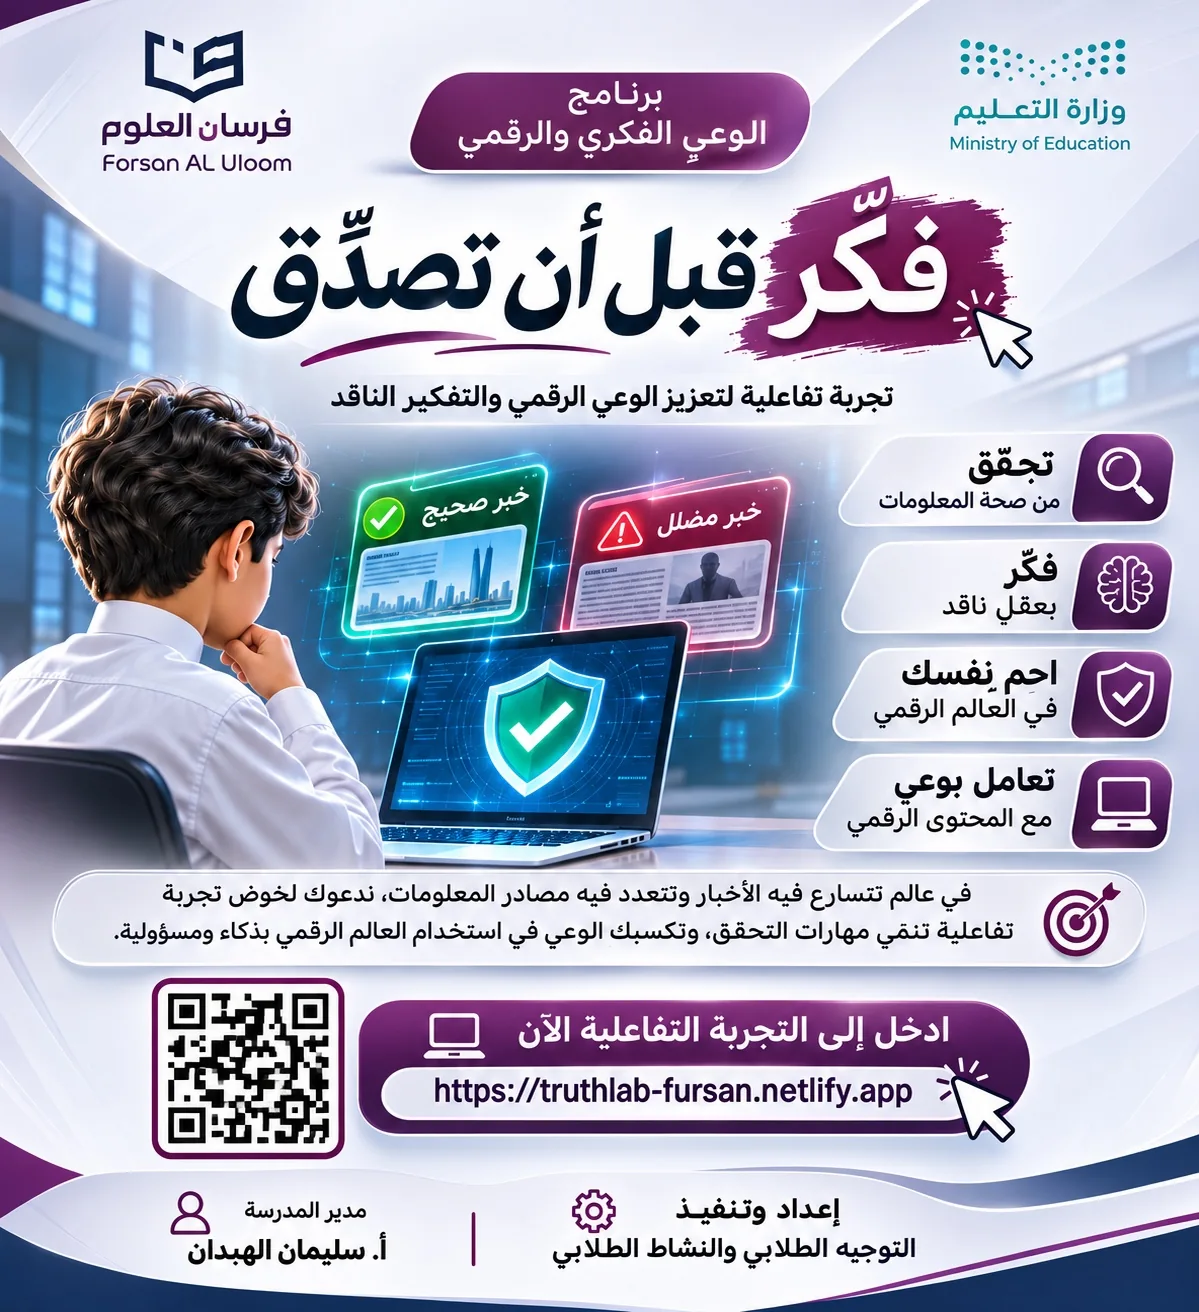 فرسان العلوم
Forsan AL Uloom
وزارة التعـليم
Ministry of Education
برنامج
الوعي الفكري والرقمي
فكّر قبل أن تصدِّق
تجربة تفاعلية لتعزيز الوعي الرقمي والتفكير الناقد
خبر صحيح
خبر مضلل
تحقّق
من صحة المعلومات
فكّر
بعقل ناقد
احمِ نفسك
في العالم الرقمي
تعامل بوعي
مع المحتوى الرقمي
في عالم تتسارع فيه الأخبار وتتعدد فيه مصادر المعلومات، ندعوك لخوض تجربة
تفاعلية تنمّي مهارات التحقق، وتكسبك الوعي في استخدام العالم الرقمي بذكاء ومسؤولية.
ادخل إلى التجربة التفاعلية الآن
https://truthlab-fursan.netlify.app
إعداد وتنفيذ
التوجيه الطلابي والنشاط الطلابي
مدير المدرسة
أ. سليمان الهبدان